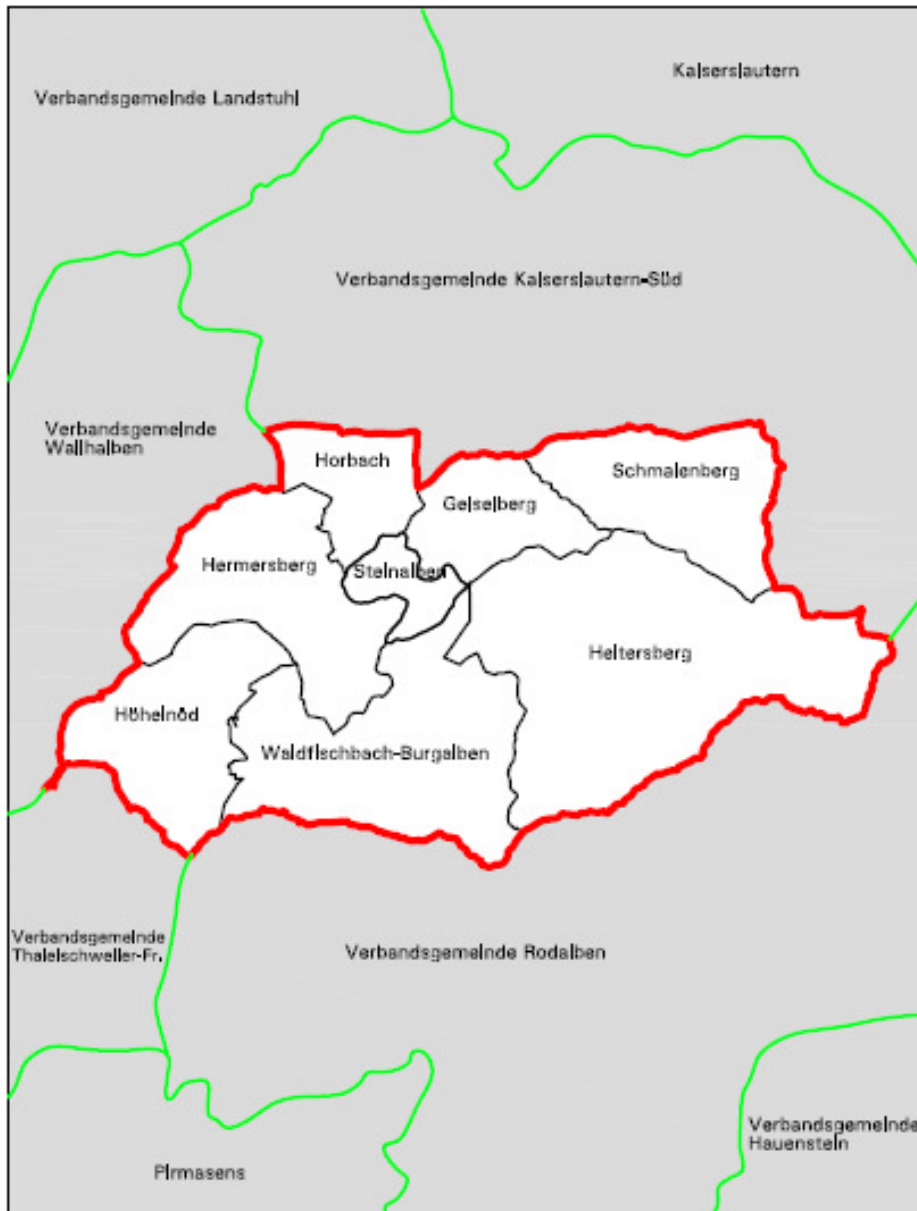 Kaiserslautern
Verbandsgemeinde Landstuhl
Verbandsgemeinde Kaiserslautern-Süd
Verbandsgemeinde
Wallhalben
Horbach
Schmalenberg
Geiselberg
Hermersberg
Steinalben
Heltersberg
Höheinöd
Waldfischbach-Burgalben
Verbandsgemeinde
Thaleischweiler-Fr.
Verbandsgemeinde Rodalben
Verbandsgemeinde
Hauenstein
Pirmasens